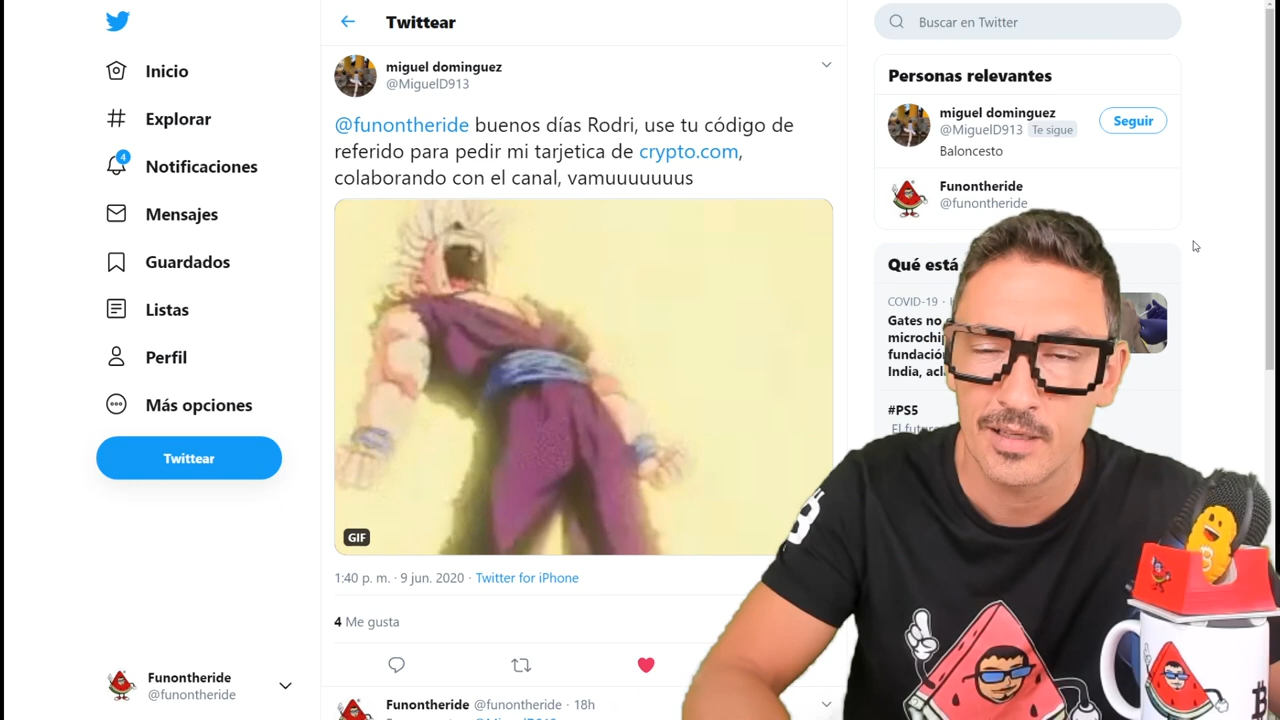 Inicio
Explorar
4
Notificaciones
Mensajes
Guardados
Listas
Perfil
Más opciones
Twittear
Funontheride
@funontheride
Twittear
miguel dominguez
@MiguelD913
@funontheride buenos días Rodri, use tu código de
referido para pedir mi tarjetica de crypto.com,
colaborando con el canal, vamuuuuuuus
GIF
1:40 p. m. · 9 jun. 2020 · Twitter for iPhone
4 Me gusta
Funontheride @funontheride · 18h
Buscar en Twitter
Personas relevantes
miguel dominguez
@MiguelD913 Te sigue
Baloncesto
Seguir
Funontheride
@funontheride
Qué está
COVID-19 ·
Gates no
India,
#PS5
El